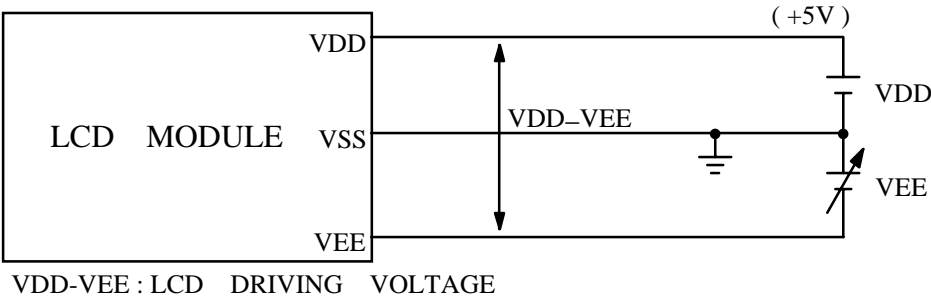 ( +5V )
VDD
VDD
VDD–VEE
LCD MODULE
VSS
VEE
VEE
VDD-VEE : LCD DRIVING VOLTAGE